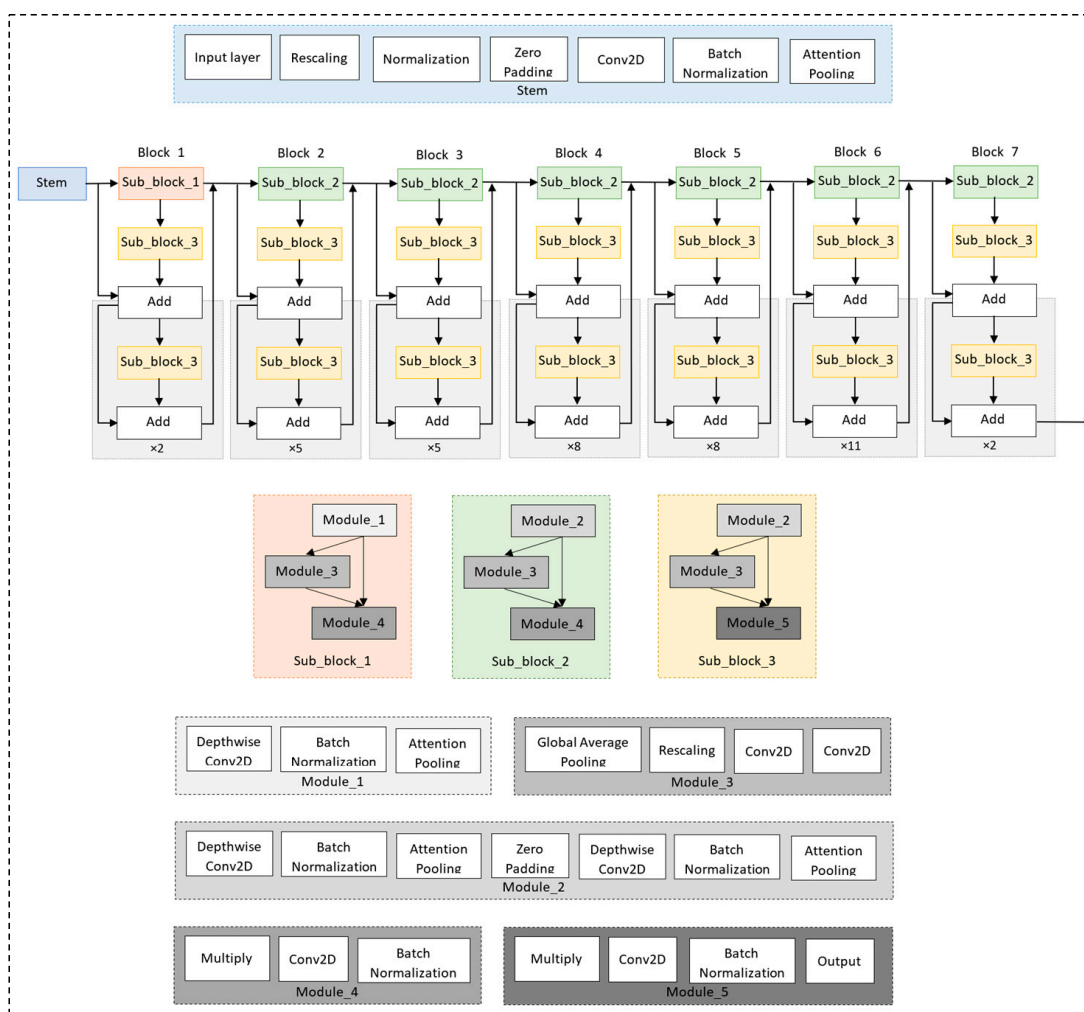 Input layer
Rescaling
Normalization
Zero
Padding
Conv2D
Batch
Normalization
Attention
Pooling
Stem
Block 1
Block 2
Block 3
Block 4
Block 5
Block 6
Block 7
Stem
Sub_block_1
Sub_block_2
Sub_block_2
Sub_block_2
Sub_block_2
Sub_block_2
Sub_block_2
Sub_block_3
Sub_block_3
Sub_block_3
Sub_block_3
Sub_block_3
Sub_block_3
Sub_block_3
Add
Add
Add
Add
Add
Add
Add
Sub_block_3
Sub_block_3
Sub_block_3
Sub_block_3
Sub_block_3
Sub_block_3
Sub_block_3
Add
Add
Add
Add
Add
Add
Add
×2
×5
×5
×8
×8
×11
×2
Module_1
Module_3
Module_4
Sub_block_1
Module_2
Module_3
Module_4
Sub_block_2
Module_2
Module_3
Module_5
Sub_block_3
Depthwise
Conv2D
Batch
Normalization
Attention
Pooling
Module_1
Global Average
Pooling
Rescaling
Conv2D
Conv2D
Module_3
Depthwise
Conv2D
Batch
Normalization
Attention
Pooling
Zero
Padding
Depthwise
Conv2D
Batch
Normalization
Attention
Pooling
Module_2
Multiply
Conv2D
Batch
Normalization
Module_4
Multiply
Conv2D
Batch
Normalization
Output
Module_5